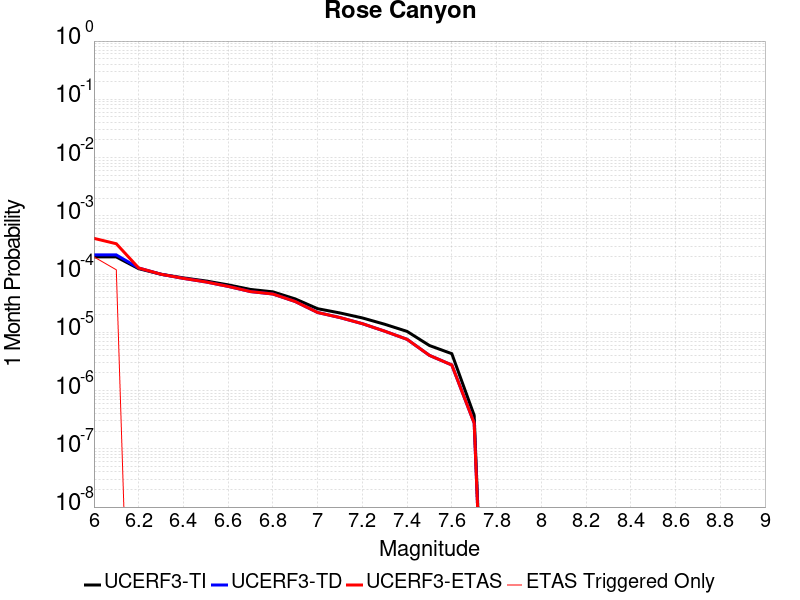 Rose Canyon
10 0
10 -1
10 -2
10 -3
10 -4
10 -5
10 -6
10 -7
10 -8
1 Month Probability
6 6.2 6.4 6.6 6.8 7 7.2 7.4 7.6 7.8 8 8.2 8.4 8.6 8.8 9
Magnitude
UCERF3-TI UCERF3-TD UCERF3-ETAS ETAS Triggered Only